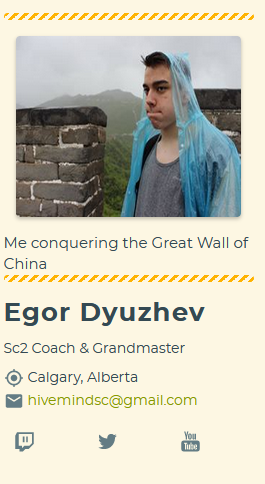 Me conquering the Great Wall of
China
Egor Dyuzhev
Sc2 Coach & Grandmaster
Calgary, Alberta
hivemindsc@gmail.com
You
Tube